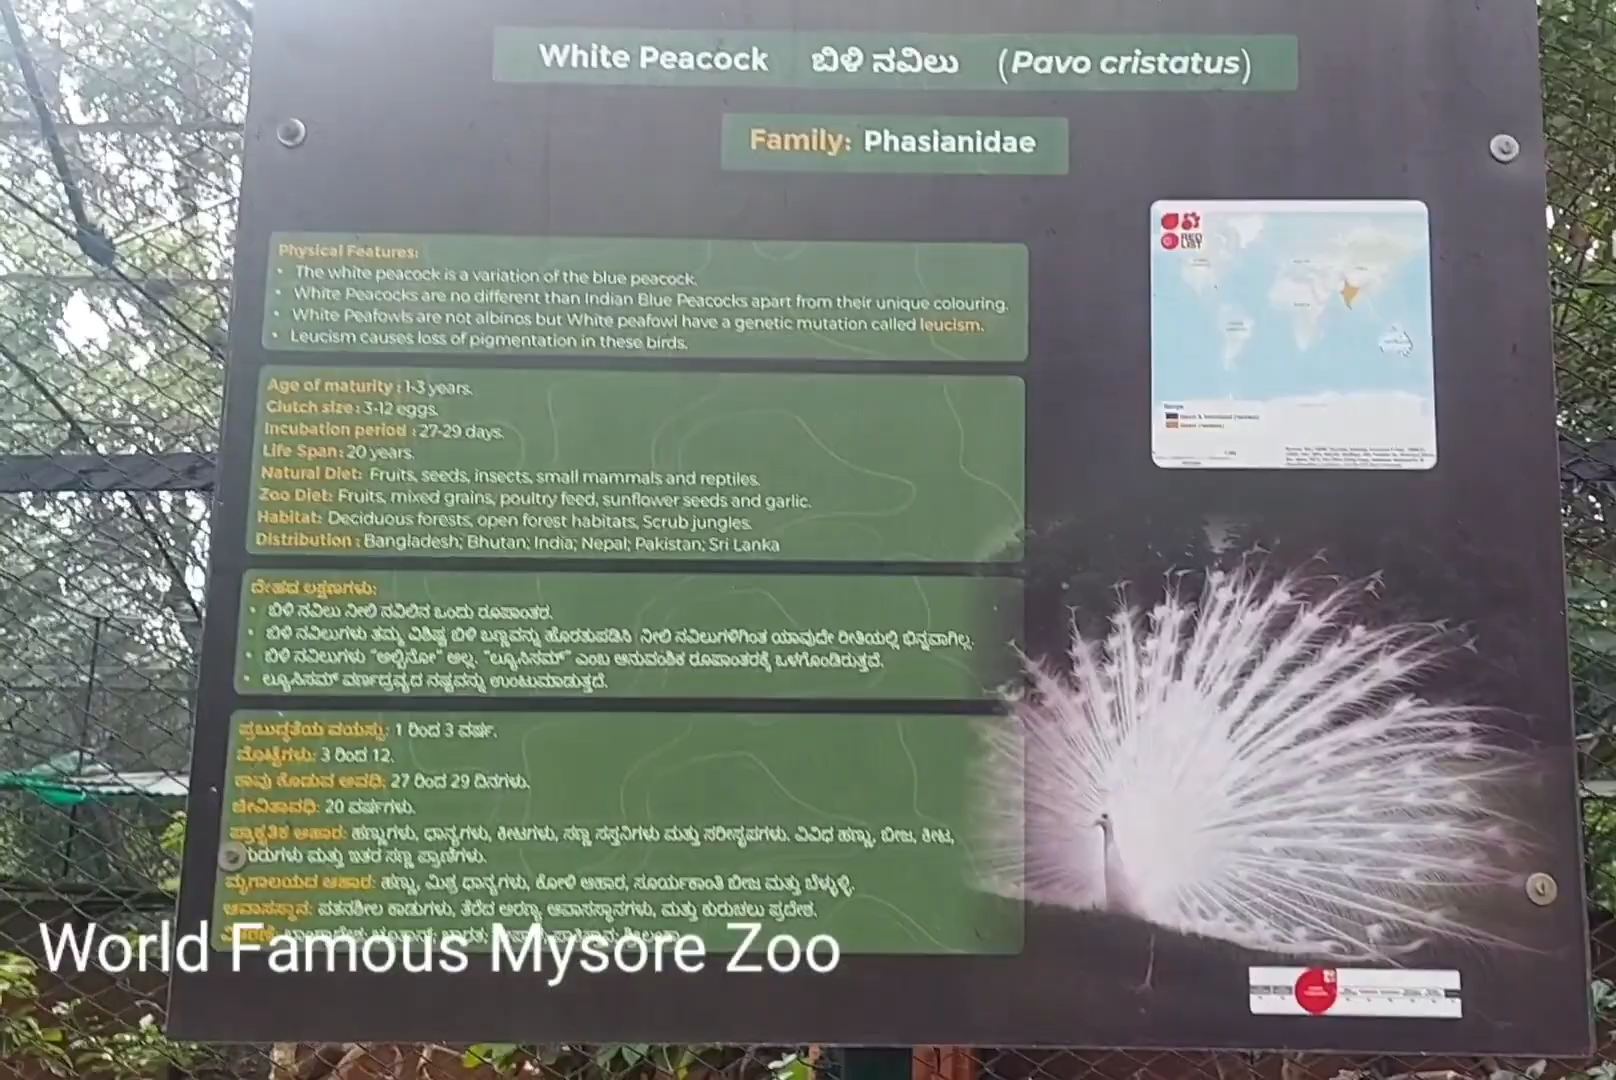 White Peacock ಬಿಳಿ ನವಿಲು (Pavo cristatus)
Family: Phasianidae
Physical Features:
• The white peacock is a variation of the blue peacock.
• White Peacocks are no different than Indian Blue Peacocks apart from their unique colouring.
• White Peafowls are not albinos but White peafowl have a genetic mutation called leucism.
• Leucism causes loss of pigmentation in these birds.
Age of maturity : 1-3 years.
Clutch size : 3-12 eggs.
Incubation period : 27-29 days.
Life Span: 20 years.
Natural Diet: Fruits, seeds, insects, small mammals and reptiles.
Zoo Diet: Fruits, mixed grains, poultry feed, sunflower seeds and garlic.
Habitat: Deciduous forests, open forest habitats, Scrub jungles.
Distribution : Bangladesh; Bhutan; India; Nepal; Pakistan; Sri Lanka
RED
LIST
ದೇಹದ ಲಕ್ಷಣಗಳು:
• ಬಿಳಿ ನವಿಲು ನೀಲಿ ನವಿಲಿನ ಒಂದು ರೂಪಾಂತರ.
• ಬಿಳಿ ನವಿಲುಗಳು ತಮ್ಮ ವಿಶಿಷ್ಟ ಬಿಳಿ ಬಣ್ಣವನ್ನು ಹೊರತುಪಡಿಸಿ ನೀಲಿ ನವಿಲುಗಳಿಗಿಂತ ಯಾವುದೇ ರೀತಿಯಲ್ಲಿ ಭಿನ್ನವಾಗಿಲ್ಲ.
• ಬಿಳಿ ನವಿಲುಗಳು "ಅಲ್ಬಿನೋ" ಅಲ್ಲ. "ಲ್ಯೂಸಿಸಮ್" ಎಂಬ ಆನುವಂಶಿಕ ರೂಪಾಂತರಕ್ಕೆ ಒಳಗೊಂಡಿರುತ್ತವೆ.
• ಲ್ಯೂಸಿಸಮ್ ವರ್ಣದ್ರವ್ಯದ ನಷ್ಟವನ್ನು ಉಂಟುಮಾಡುತ್ತದೆ.
ಪ್ರಬುದ್ಧತೆಯ ವಯಸ್ಸು: 1 ರಿಂದ 3 ವರ್ಷ.
ಮೊಟ್ಟೆಗಳು: 3 ರಿಂದ 12.
ಕಾವು ಕೊಡುವ ಅವಧಿ: 27 ರಿಂದ 29 ದಿನಗಳು.
ಜೀವಿತಾವಧಿ: 20 ವರ್ಷಗಳು.
ಪ್ರಾಕೃತಿಕ ಆಹಾರ: ಹಣ್ಣುಗಳು, ಧಾನ್ಯಗಳು, ಕೀಟಗಳು, ಸಣ್ಣ ಸಸ್ತನಿಗಳು ಮತ್ತು ಸರೀಸೃಪಗಳು. ವಿವಿಧ ಹಣ್ಣು, ಬೀಜ, ಕೀಟ,
ಮತ್ತು ಇತರ ಸಣ್ಣ ಪ್ರಾಣಿಗಳು.
ಮೃಗಾಲಯದ ಆಹಾರ: ಹಣ್ಣು, ಮಿಶ್ರ ಧಾನ್ಯಗಳು, ಕೋಳಿ ಆಹಾರ, ಸೂರ್ಯಕಾಂತಿ ಬೀಜ ಮತ್ತು ಬೆಳ್ಳುಳ್ಳಿ.
ಆವಾಸಸ್ಥಾನ: ಪತನಶೀಲ ಕಾಡುಗಳು, ತೆರೆದ ಅರಣ್ಯ ಆವಾಸಸ್ಥಾನಗಳು, ಮತ್ತು ಕುರುಚಲು ಪ್ರದೇಶ.
World Famous Mysore Zoo